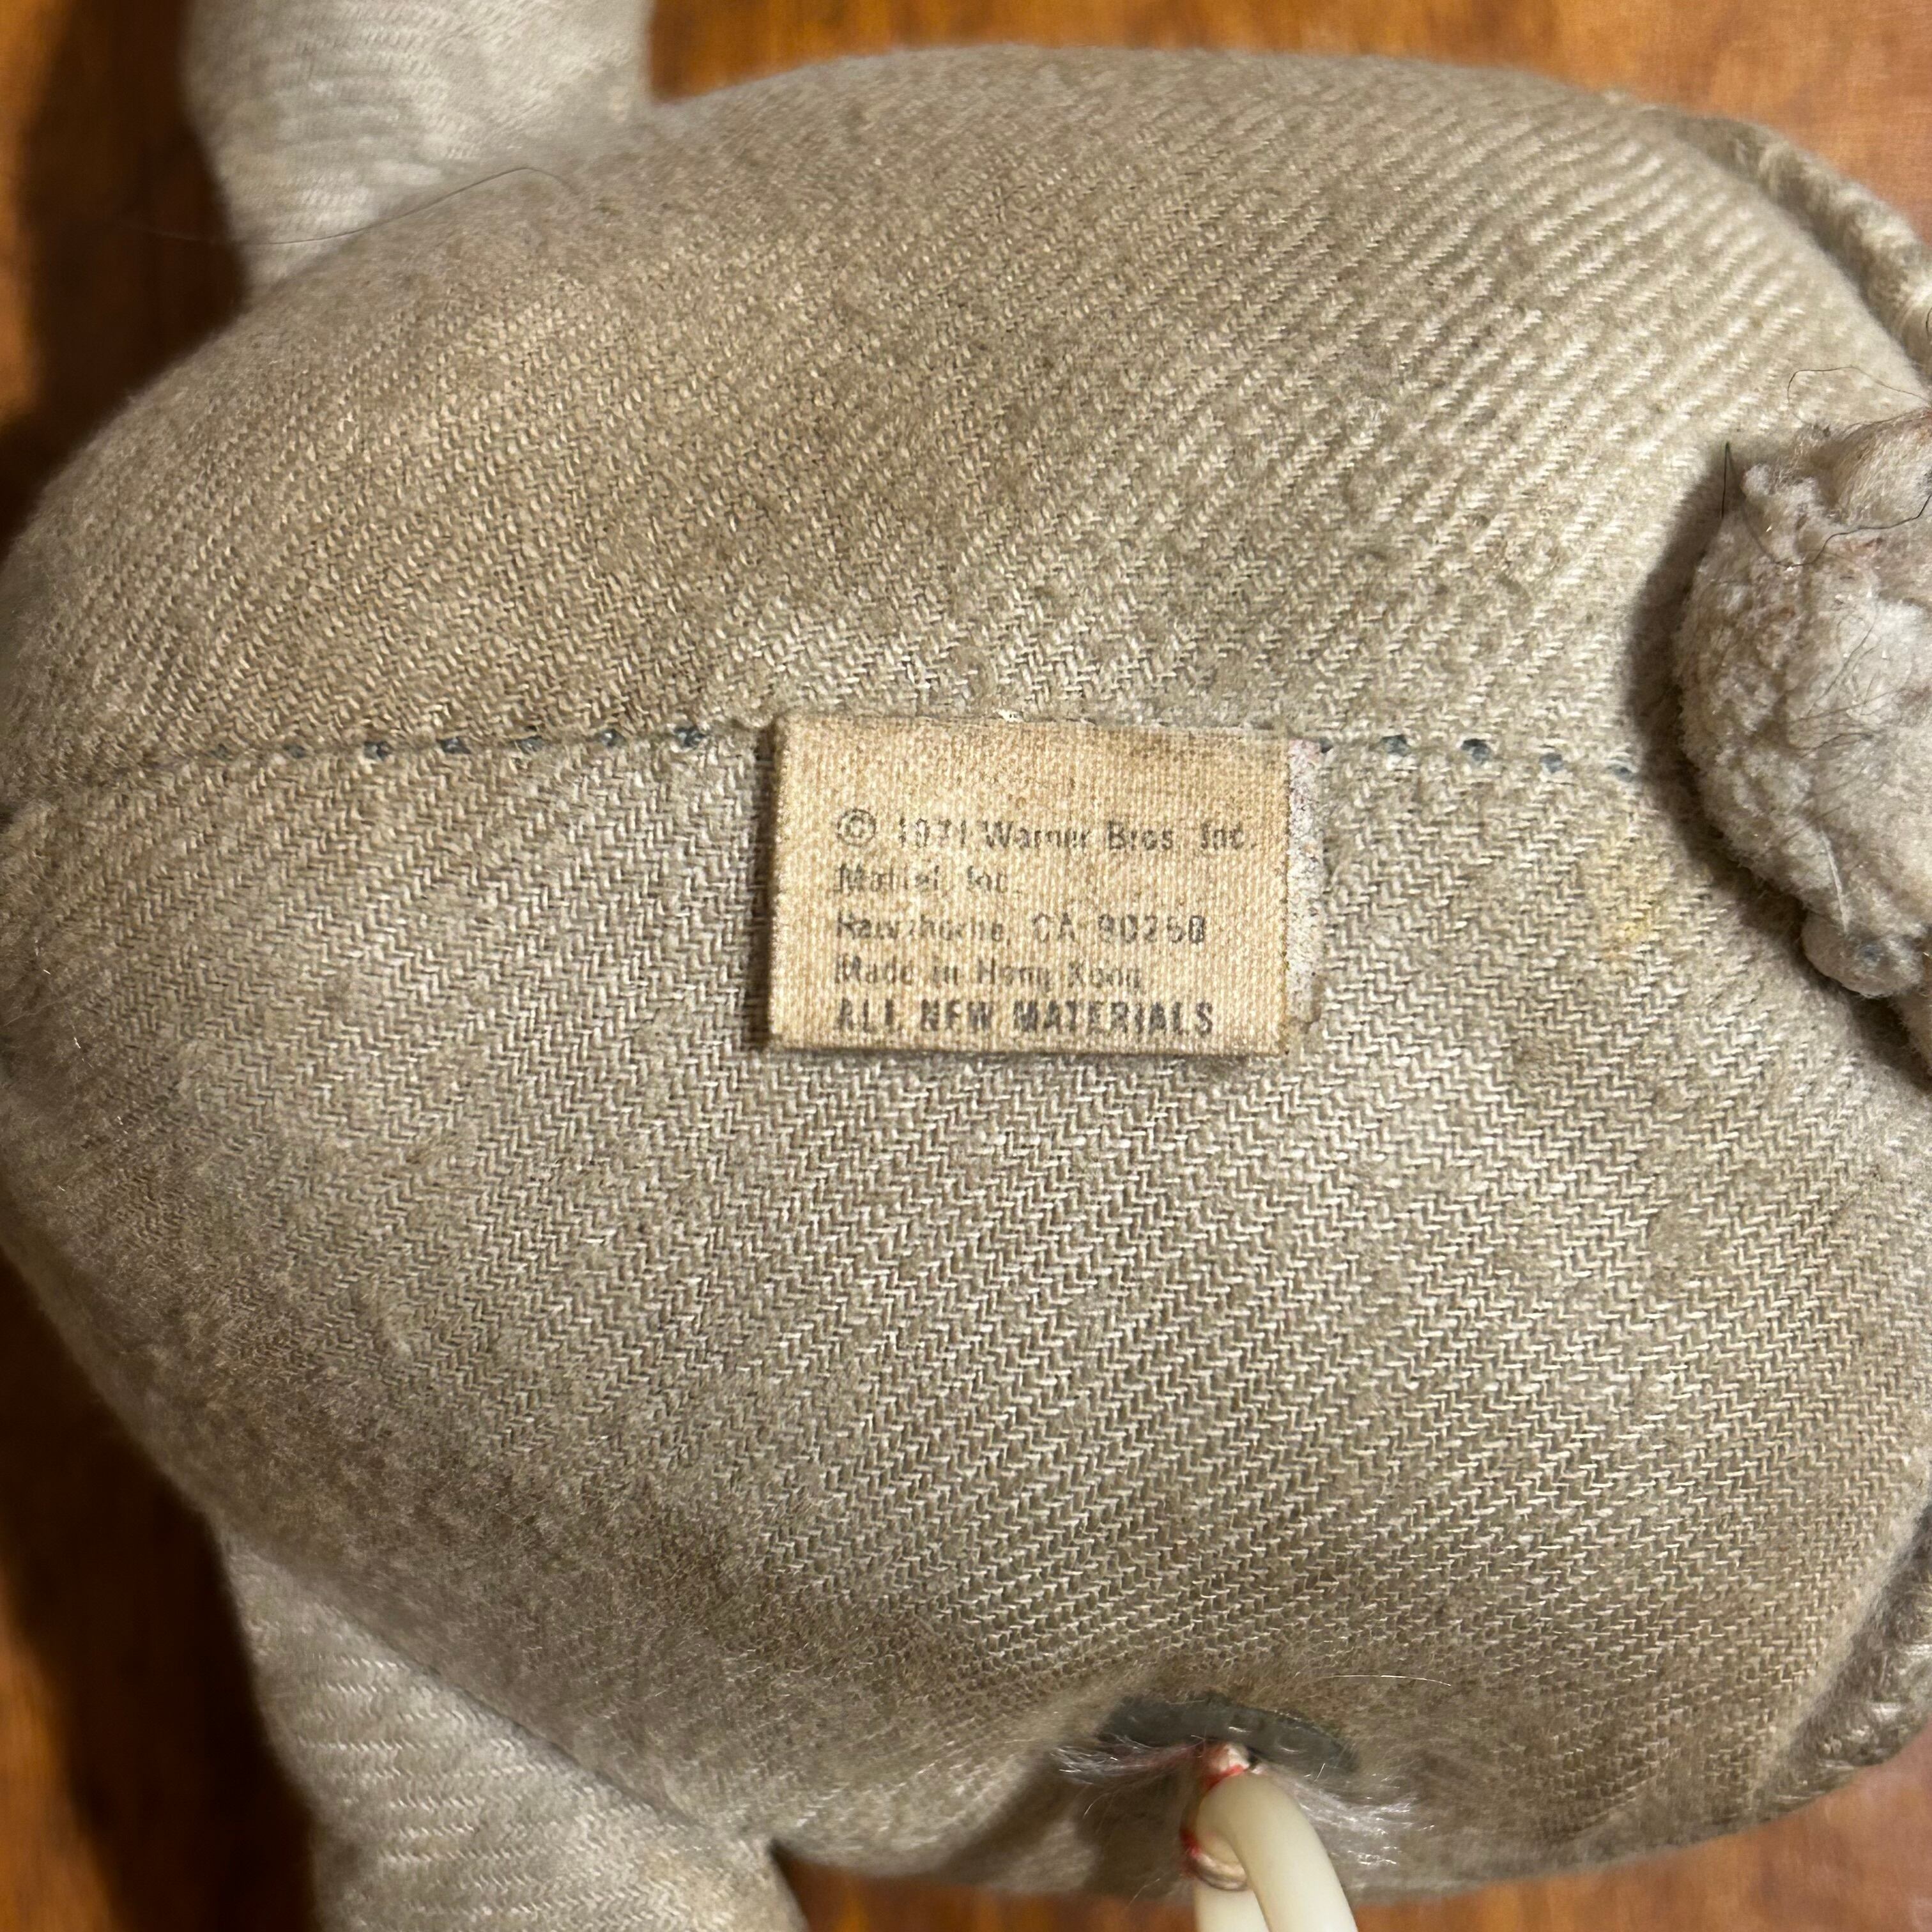 © 1971 Warner Bros. Inc.
Mattel, Inc.
Hawthorne, CA 90250
Made in Hong Kong
ALL NEW MATERIALS